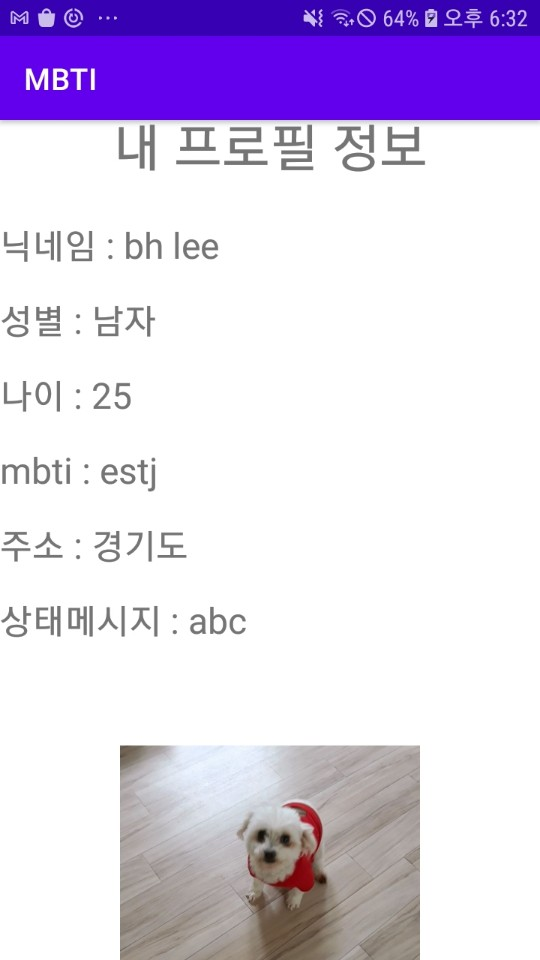 64% 오후 6:32
MBTI
내 프로필 정보
닉네임 : bh lee
성별 : 남자
나이 : 25
mbti : estj
주소 : 경기도
상태메시지 : abc